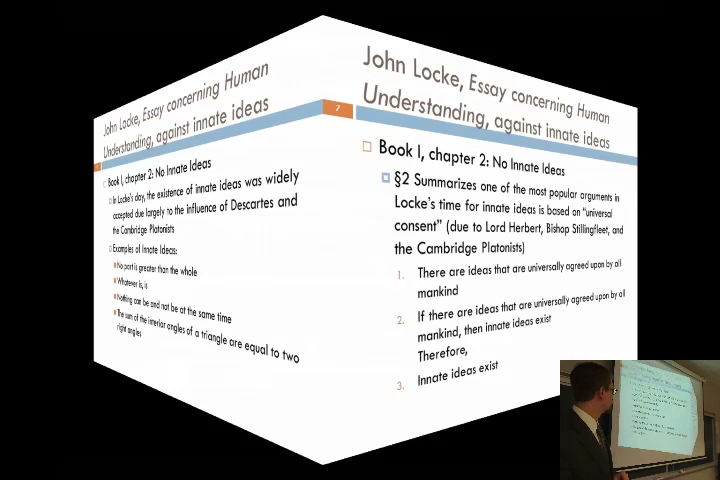 John Locke, Essay concerning Human
Understanding, against innate ideas
Book I, chapter 2: No Innate Ideas
In Locke's day, the existence of innate ideas was widely
accepted due largely to the influence of Descartes and
the Cambridge Platonists
Examples of Innate Ideas:
No part is greater than the whole
Whatever is, is
Nothing can be and not be at the same time
The sum of the interior angles of a triangle are equal to two
right angles
John Locke, Essay concerning Human
Understanding, against innate ideas
7
Book I, chapter 2: No Innate Ideas
§2 Summarizes one of the most popular arguments in
Locke's time for innate ideas is based on "universal
consent" (due to Lord Herbert, Bishop Stillingfleet, and
the Cambridge Platonists)
1. There are ideas that are universally agreed upon by all
mankind
2. If there are ideas that are universally agreed upon by all
mankind, then innate ideas exist
Therefore,
3. Innate ideas exist